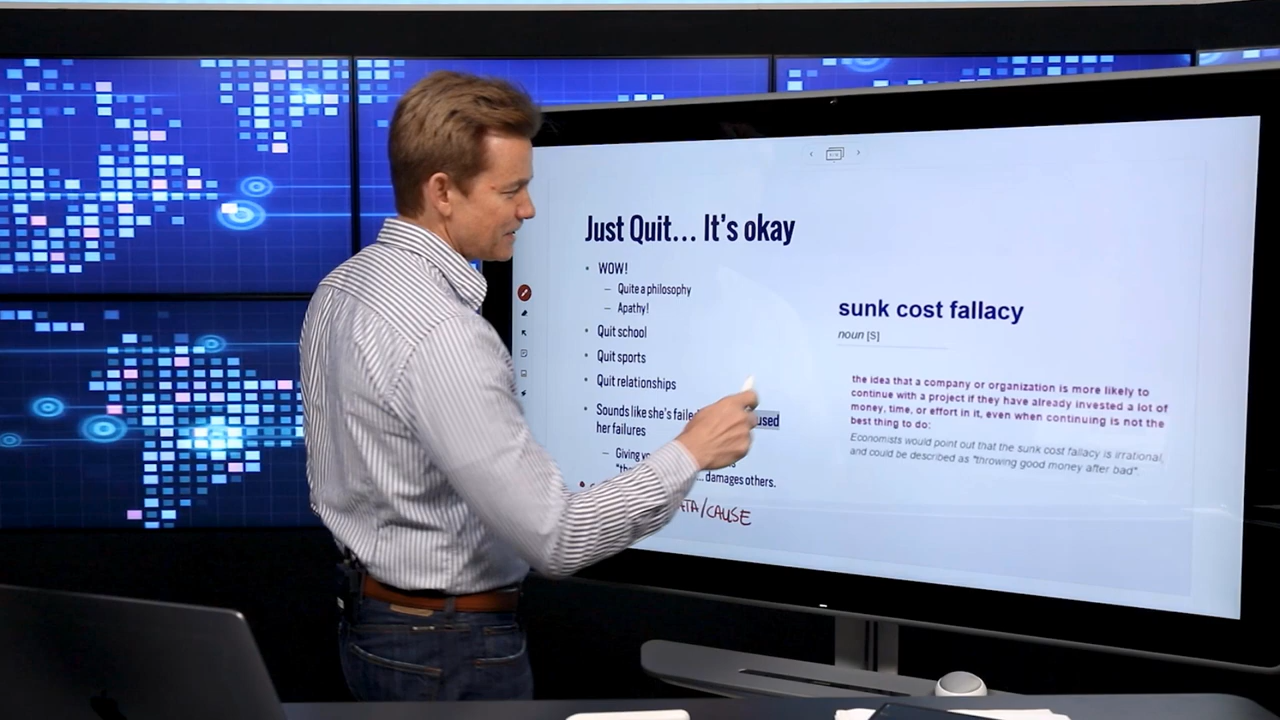 Just Quit... It's okay
WOW!
Quite a philosophy
Apathy!
Quit school
Quit sports
Quit relationships
Sounds like she's failed used
her failures
Giving
damages others.
/CAUSE
sunk cost fallacy
noun [S]
the idea that a company or organization is more likely to
continue with a project if they have already invested a lot of
money, time, or effort in it, even when continuing is not the
best thing to do:
Economists would point out that the sunk cost fallacy is irrational,
and could be described as "throwing good money after bad".